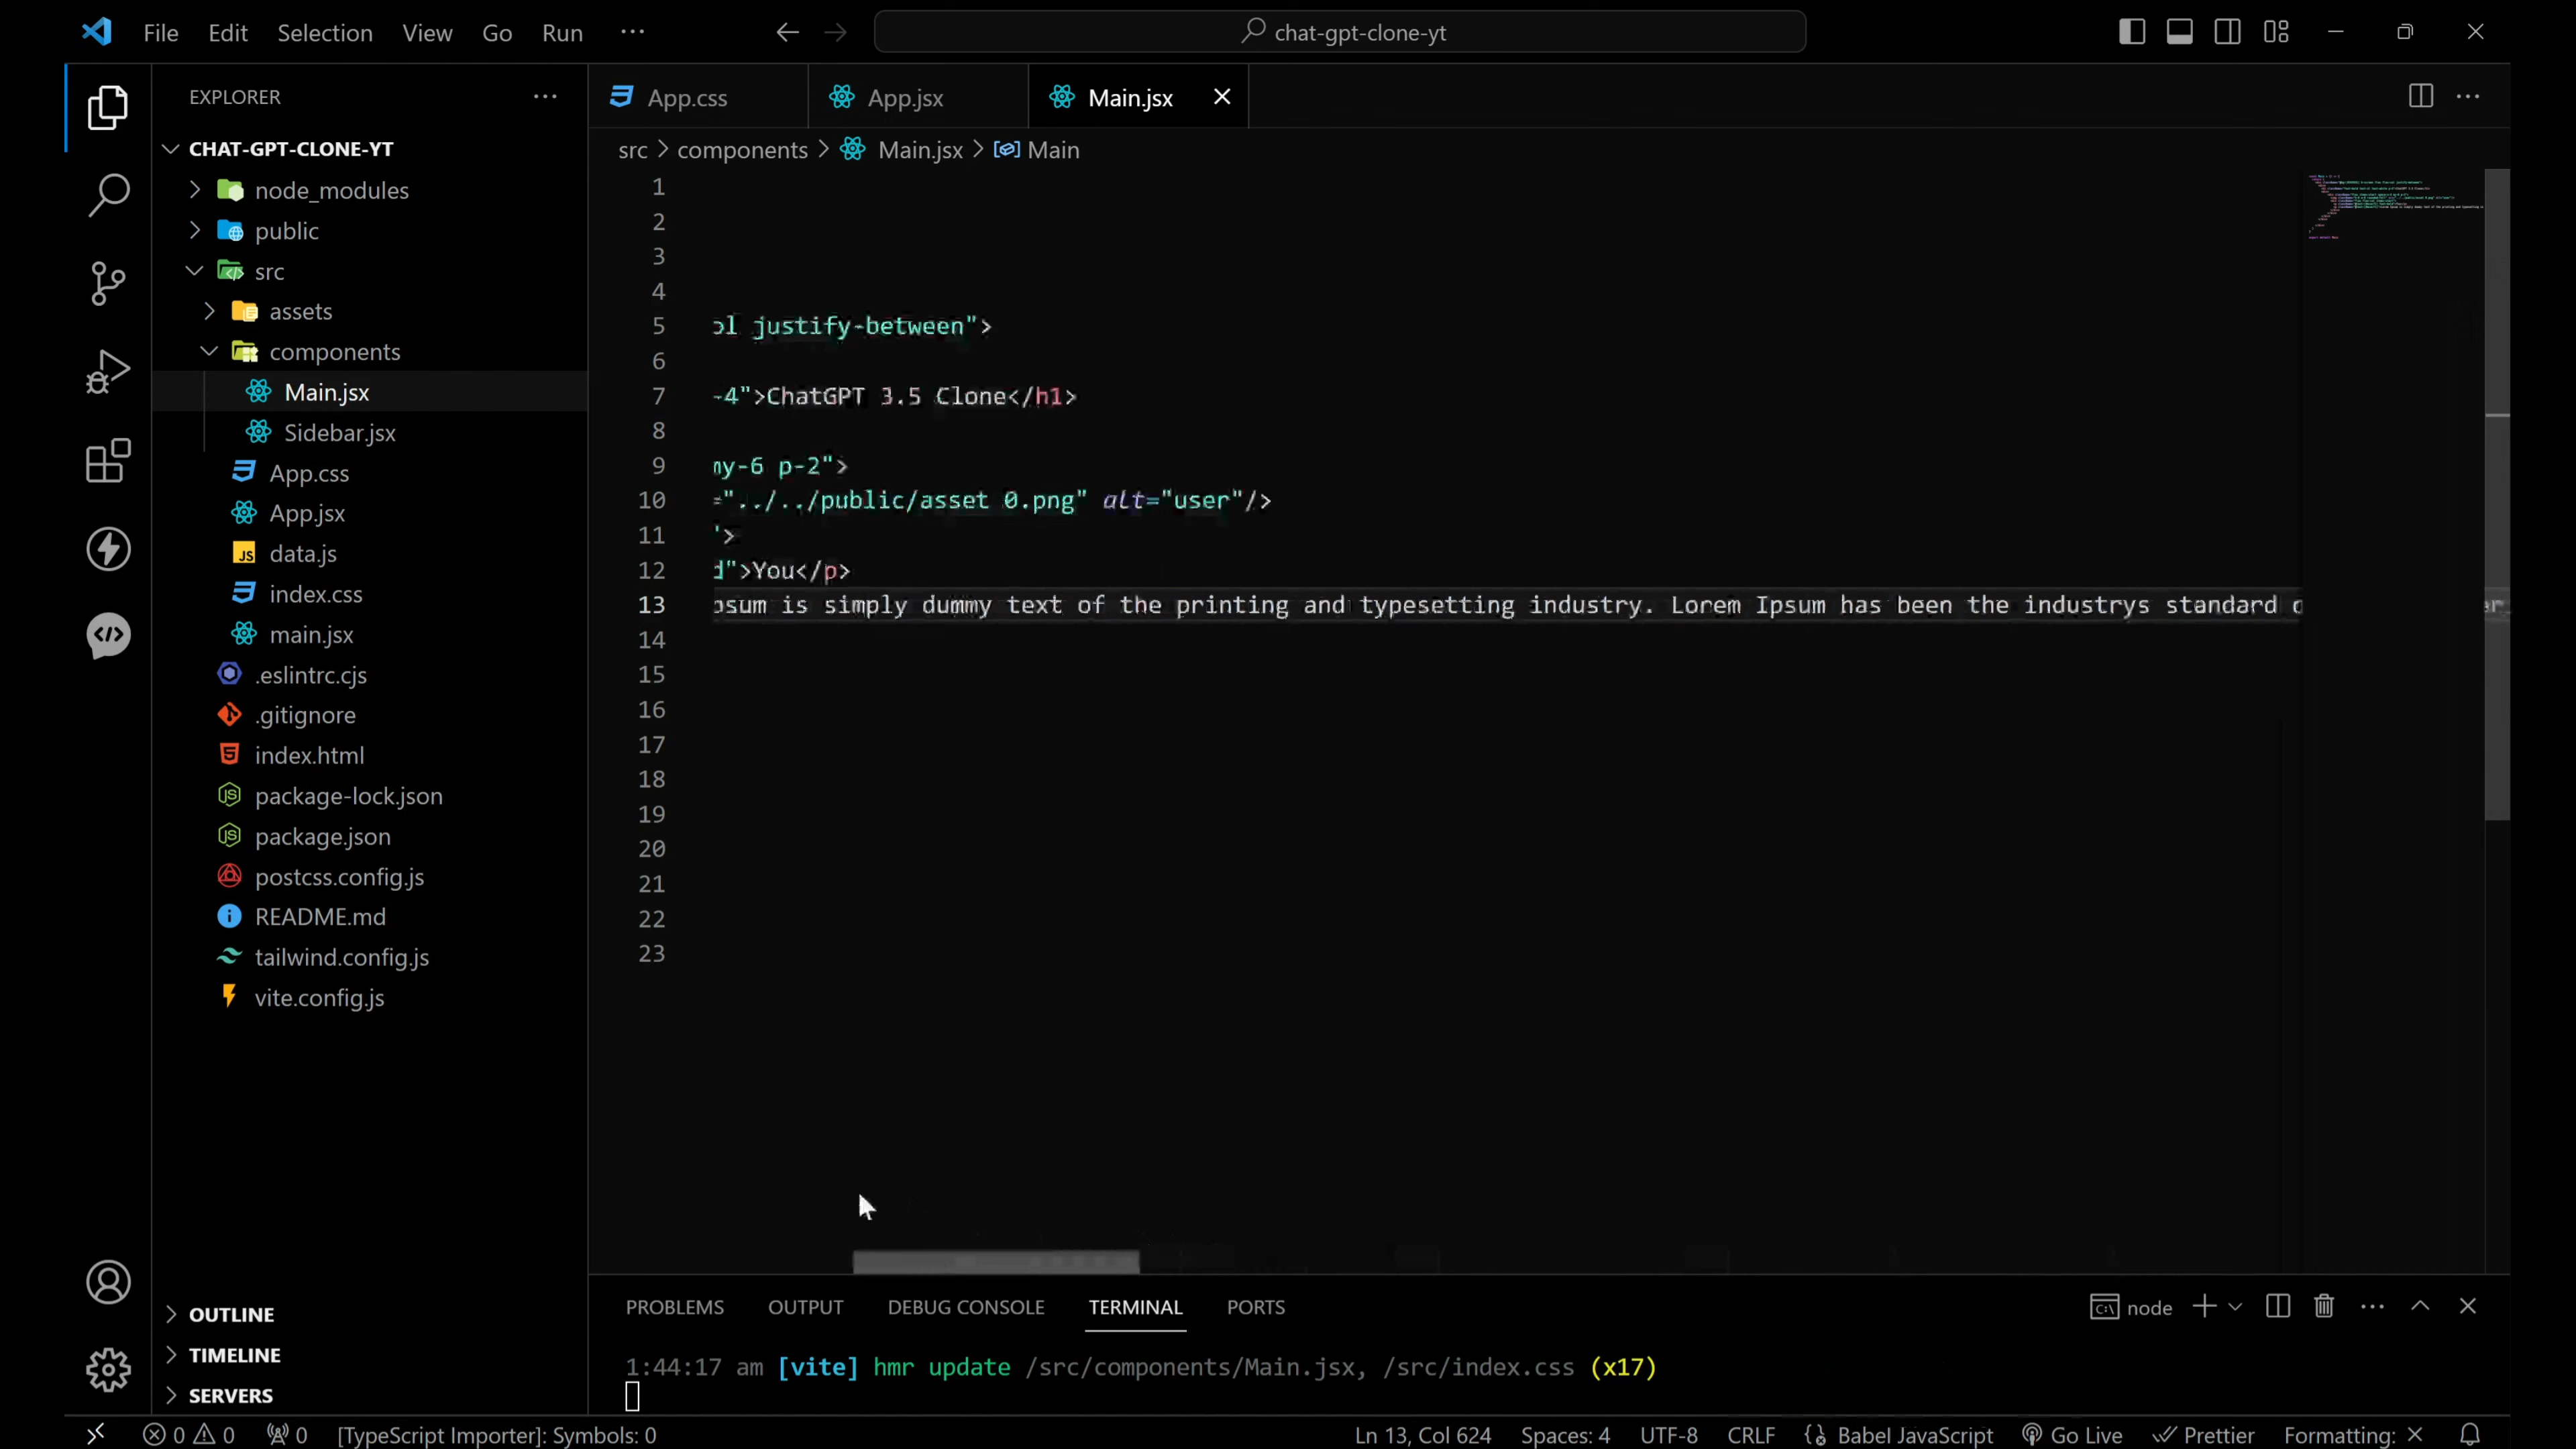 File Edit Selection View Go Run ...
chat-gpt-clone-yt
EXPLORER
CHAT-GPT-CLONE-YT
node_modules
public
src
assets
components
Main.jsx
Sidebar.jsx
App.css
App.jsx
data.js
index.css
main.jsx
.eslintrc.cjs
.gitignore
index.html
package-lock.json
package.json
postcss.config.js
README.md
tailwind.config.js
vite.config.js
OUTLINE
TIMELINE
SERVERS
App.css App.jsx Main.jsx
src > components > Main.jsx > Main
1
2
3
4
5 ol justify-between">
6
7 -4">ChatGPT 3.5 Clone</h1>
8
9 my-6 p-2">
10 ="../../public/asset 0.png" alt="user"/>
11 ">
12 d">You</p>
13 psum is simply dummy text of the printing and typesetting industry. Lorem Ipsum has been the industrys standard
14
15
16
17
18
19
20
21
22
23
PROBLEMS OUTPUT DEBUG CONSOLE TERMINAL PORTS
node
1:44:17 am [vite] hmr update /src/components/Main.jsx, /src/index.css (x17)
0 0 0 [TypeScript Importer]: Symbols: 0 Ln 13, Col 624 Spaces: 4 UTF-8 CRLF Babel JavaScript Go Live Prettier Formatting: ×